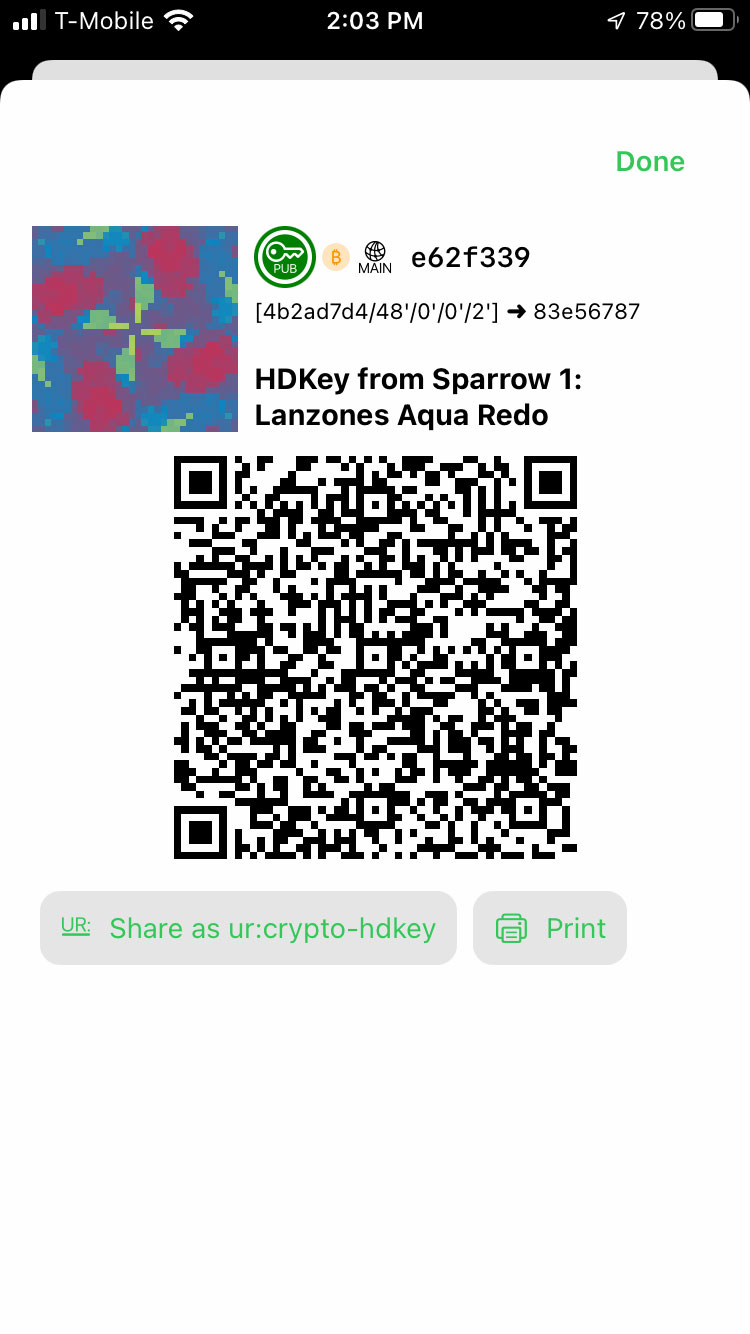 T-Mobile 2:03 PM 78%
Done
PUB ₿ MAIN e62f339
[4b2ad7d4/48'/0'/0'/2'] ➜ 83e56787
HDKey from Sparrow 1:
Lanzones Aqua Redo
UR: Share as ur:crypto-hdkey Print